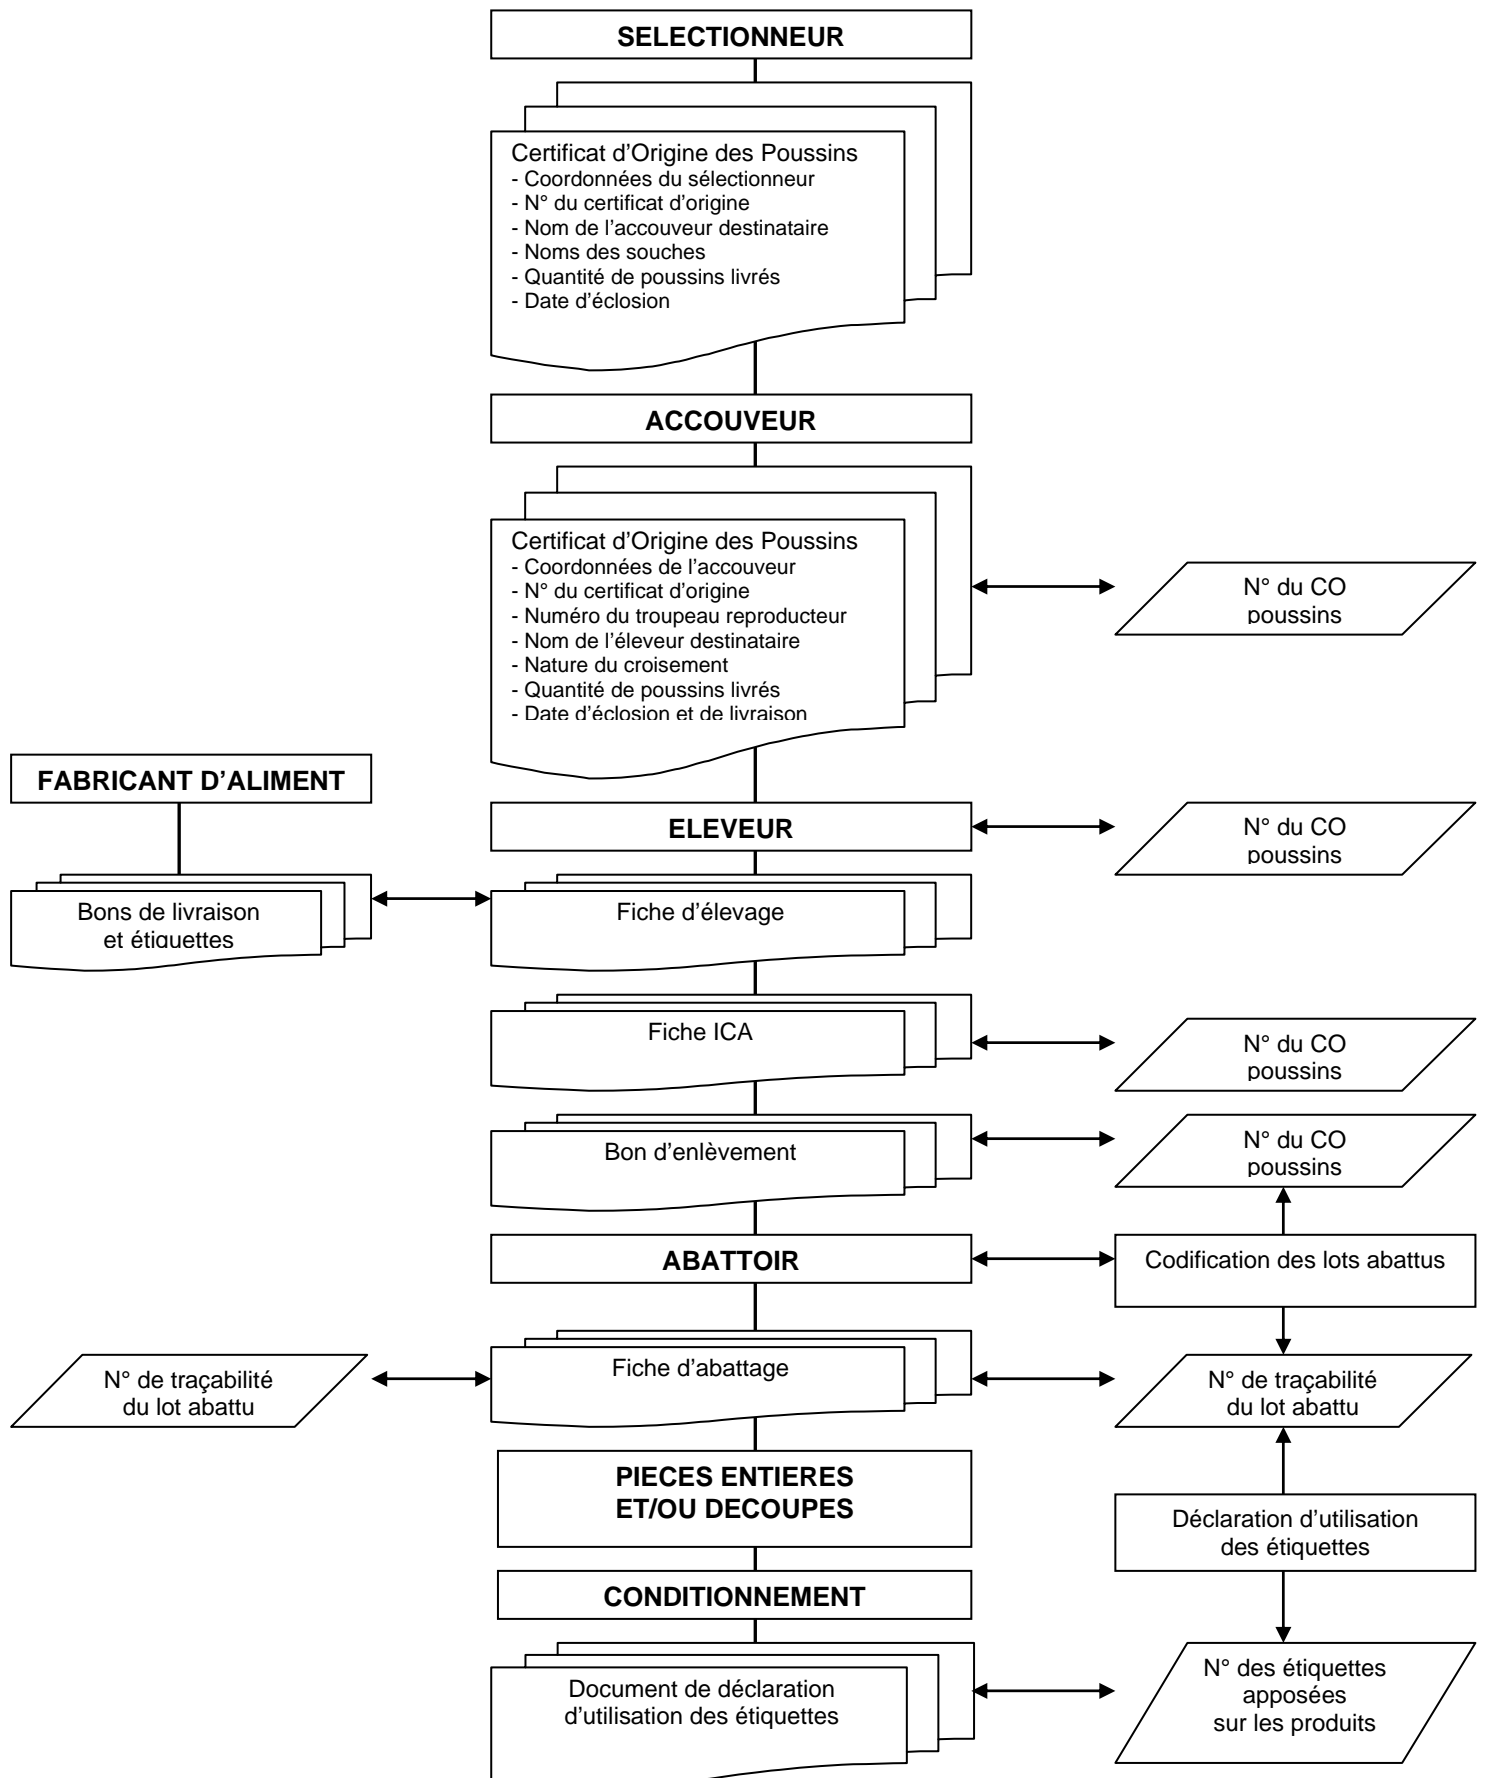 SELECTIONNEUR
Certificat d’Origine des Poussins
- Coordonnées du sélectionneur
- N° du certificat d’origine
- Nom de l’accouveur destinataire
- Noms des souches
- Quantité de poussins livrés
- Date d’éclosion
ACCOUVEUR
Certificat d’Origine des Poussins
- Coordonnées de l’accouveur
- N° du certificat d’origine
- Numéro du troupeau reproducteur
- Nom de l’éleveur destinataire
- Nature du croisement
- Quantité de poussins livrés
- Date d’éclosion et de livraison
N° du CO
poussins
FABRICANT D’ALIMENT
ELEVEUR
N° du CO
poussins
Bons de livraison
et étiquettes
Fiche d’élevage
Fiche ICA
N° du CO
poussins
Bon d’enlèvement
N° du CO
poussins
ABATTOIR
Codification des lots abattus
N° de traçabilité
du lot abattu
Fiche d’abattage
N° de traçabilité
du lot abattu
PIECES ENTIERES
ET/OU DECOUPES
Déclaration d’utilisation
des étiquettes
CONDITIONNEMENT
Document de déclaration
d’utilisation des étiquettes
N° des étiquettes
apposées
sur les produits